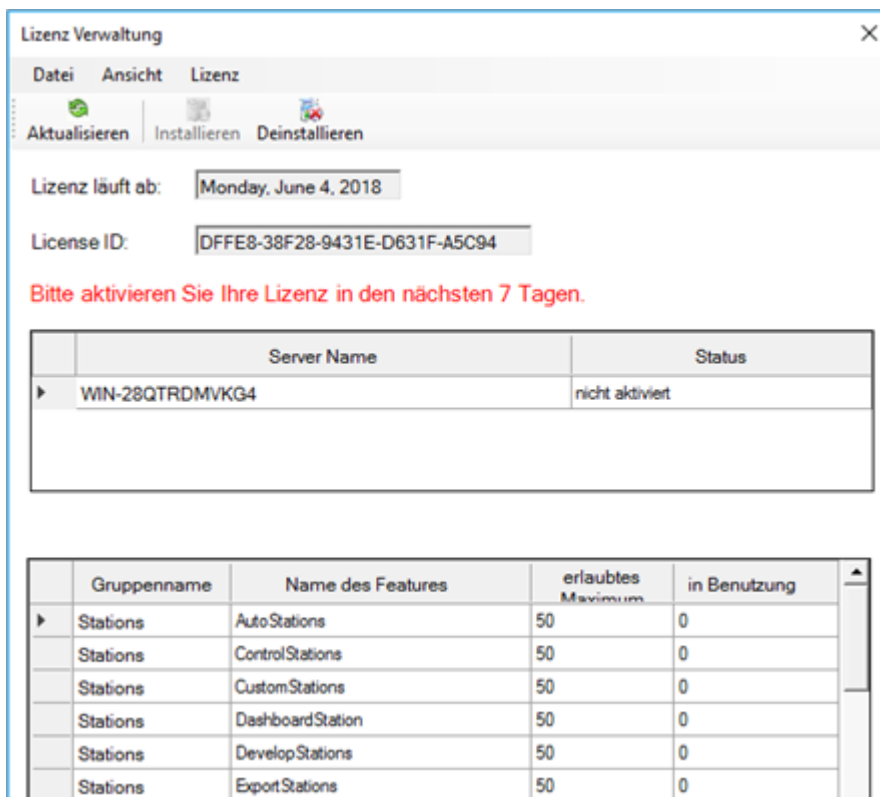 Lizenz Verwaltung
Datei Ansicht Lizenz
Aktualisieren Installieren Deinstallieren
Lizenz läuft ab: Monday, June 4, 2018
License ID: DFFE8-38F28-9431E-D631F-A5C94
Bitte aktivieren Sie Ihre Lizenz in den nächsten 7 Tagen.
Server Name Status
WIN-28QTRDMVKG4 nicht aktiviert
Gruppenname Name des Features erlaubtes Maximum in Benutzung
Stations AutoStations 50 0
Stations ControlStations 50 0
Stations CustomStations 50 0
Stations DashboardStation 50 0
Stations DevelopStations 50 0
Stations ExportStations 50 0